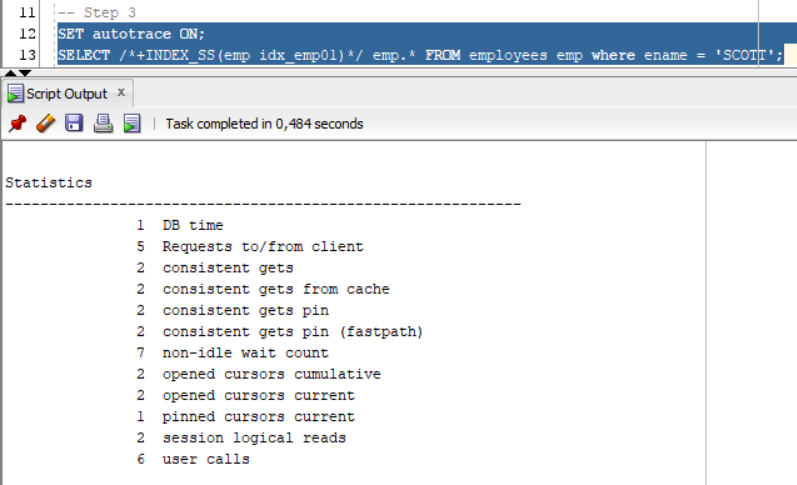 11 -- Step 3
12 SET autotrace ON;
13 SELECT /*+INDEX_SS(emp idx_emp01)*/ emp.* FROM employees emp where ename = 'SCOTT';
Script Output x
Task completed in 0,484 seconds
Statistics
-----------------------------------------------------------
1 DB time
5 Requests to/from client
2 consistent gets
2 consistent gets from cache
2 consistent gets pin
2 consistent gets pin (fastpath)
7 non-idle wait count
2 opened cursors cumulative
2 opened cursors current
1 pinned cursors current
2 session logical reads
6 user calls